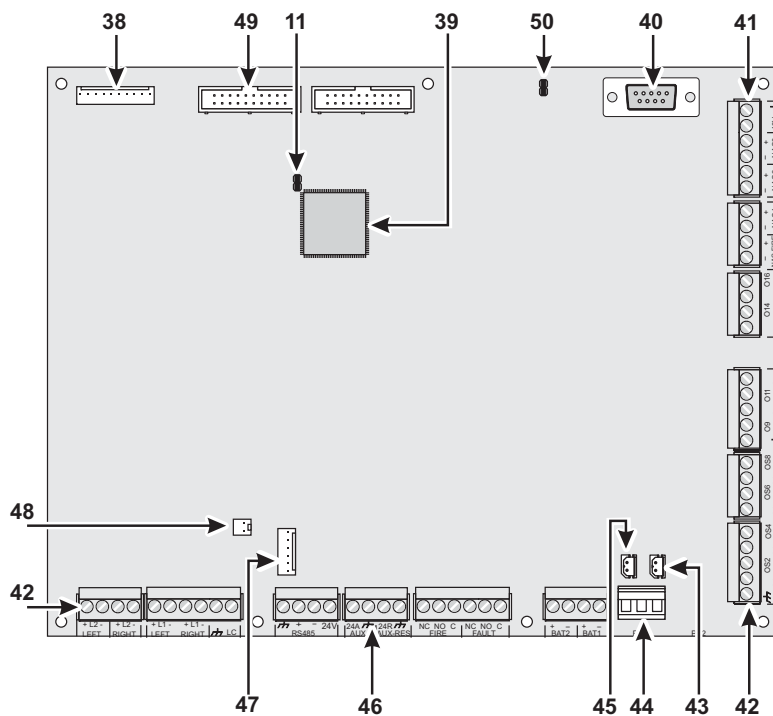 38 49 11 39 50 40 41
O16
O14
O11
O9
OS8
OS6
OS4
OS2
48
42
+ L2 - + L2 - + L1 - + L1 -
LEFT RIGHT LEFT RIGHT LC
+ − 24V 24A 24R NC NO C NC NO C + − + −
RS485 AUX AUX-RES FIRE FAULT BAT2 BAT1
47 46 45 44 43 42